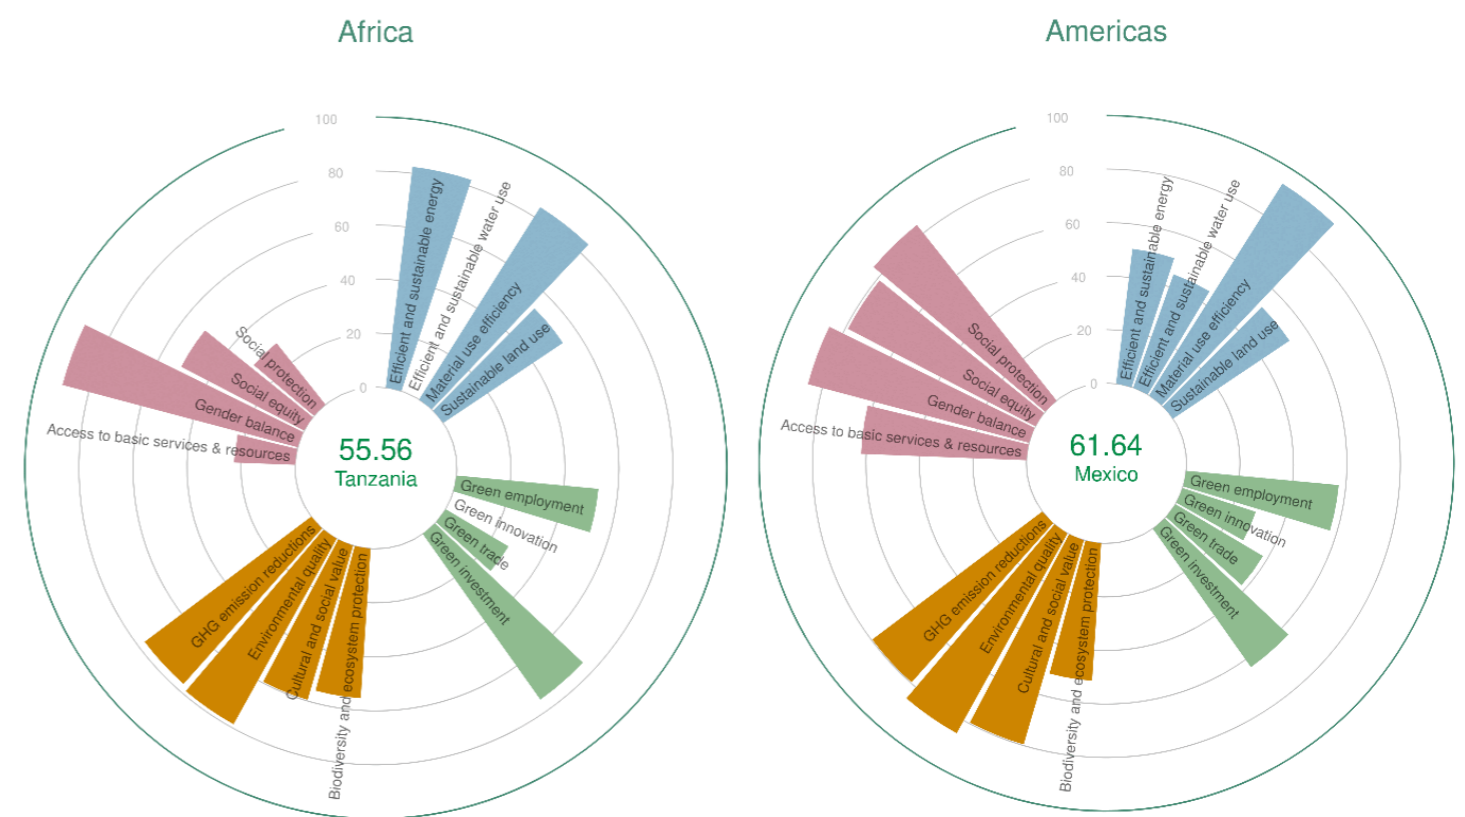 Africa
100
80
60
40
20
0
Efficient and sustainable energy
Efficient and sustainable water use
Material use efficiency
Sustainable land use
Green employment
Green innovation
Green trade
Green investment
Biodiversity and ecosystem protection
Cultural and social value
Environmental quality
GHG emission reductions
Access to basic services & resources
Gender balance
Social equity
Social protection
55.56
Tanzania
Americas
100
80
60
40
20
0
Efficient and sustainable energy
Efficient and sustainable water use
Material use efficiency
Sustainable land use
Green employment
Green innovation
Green trade
Green investment
Biodiversity and ecosystem protection
Cultural and social value
Environmental quality
GHG emission reductions
Access to basic services & resources
Gender balance
Social equity
Social protection
61.64
Mexico